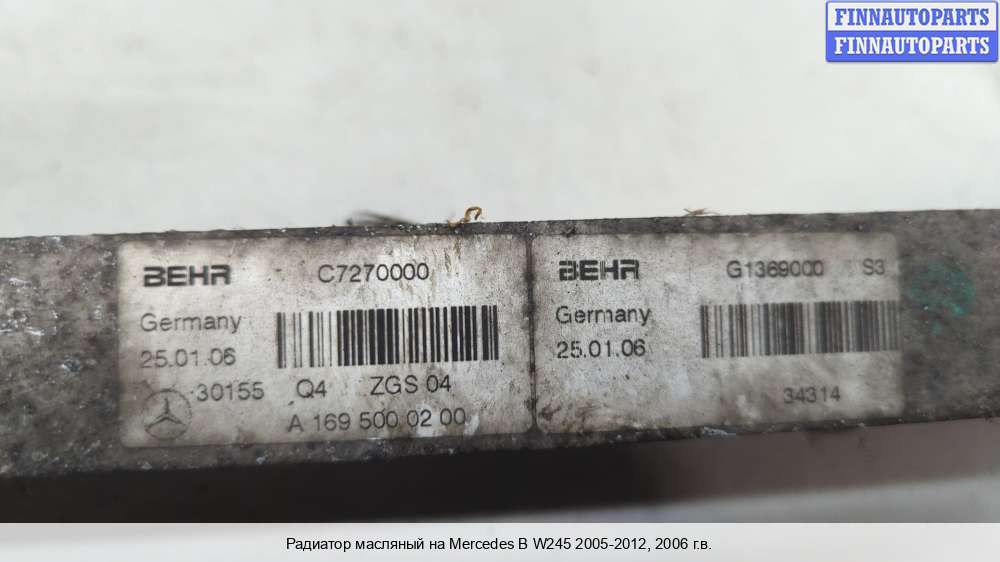 FINNAUTOPARTS
FINNAUTOPARTS
BEHR C7270000
Germany
25.01.06
30155 Q4 ZGS 04
A 169 500 02 00
BEHR G1369000 S3
Germany
25.01.06
34314
Радиатор масляный на Mercedes B W245 2005-2012, 2006 г.в.